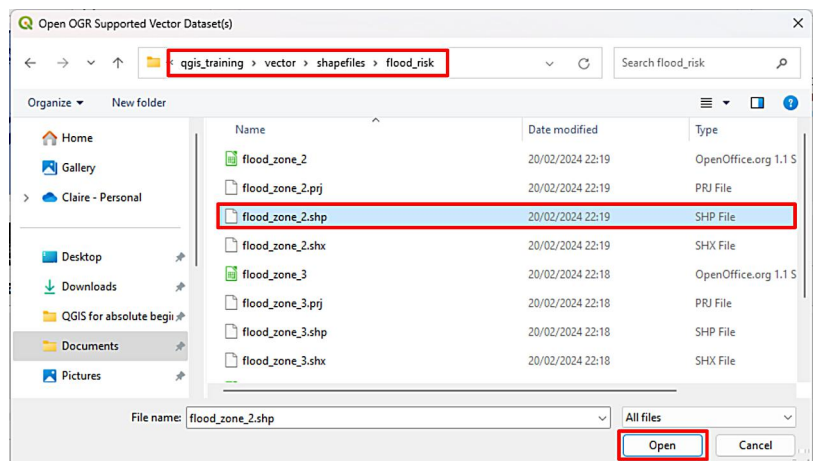 Open OGR Supported Vector Dataset(s)
qgis_training > vector > shapefiles > flood_risk
Search flood_risk
Organize
New folder
Name Date modified Type
Home
Gallery
Claire - Personal
Desktop
Downloads
QGIS for absolute begin
Documents
Pictures
flood_zone_2 20/02/2024 22:19 OpenOffice.org 1.1 S
flood_zone_2.prj 20/02/2024 22:19 PRJ File
flood_zone_2.shp 20/02/2024 22:19 SHP File
flood_zone_2.shx 20/02/2024 22:19 SHX File
flood_zone_3 20/02/2024 22:18 OpenOffice.org 1.1 S
flood_zone_3.prj 20/02/2024 22:18 PRJ File
flood_zone_3.shp 20/02/2024 22:18 SHP File
flood_zone_3.shx 20/02/2024 22:18 SHX File
File name: flood_zone_2.shp All files
Open Cancel